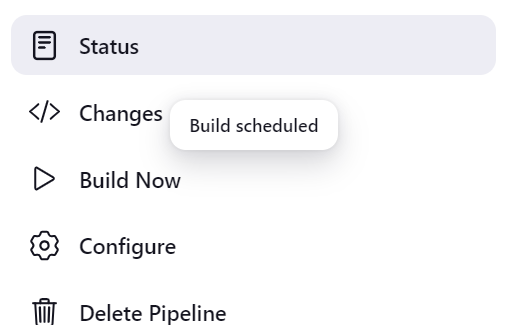 Status
Changes
Build scheduled
Build Now
Configure
Delete Pipeline